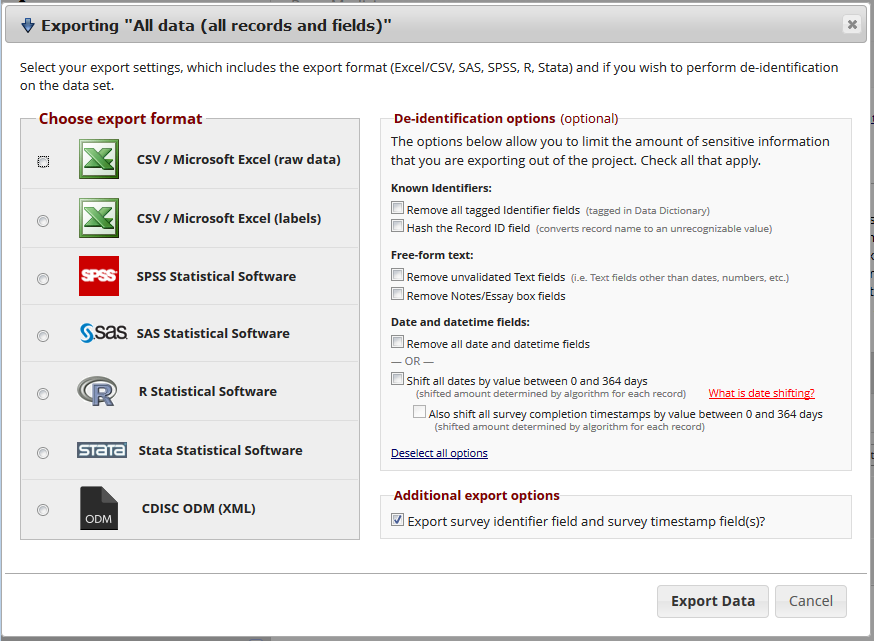 Exporting "All data (all records and fields)"
Select your export settings, which includes the export format (Excel/CSV, SAS, SPSS, R, Stata) and if you wish to perform de-identification
on the data set.
Choose export format
CSV / Microsoft Excel (raw data)
CSV / Microsoft Excel (labels)
SPSS
SPSS Statistical Software
sas
SAS Statistical Software
R
R Statistical Software
STATA
Stata Statistical Software
ODM
CDISC ODM (XML)
De-identification options (optional)
The options below allow you to limit the amount of sensitive information
that you are exporting out of the project. Check all that apply.
Known Identifiers:
Remove all tagged Identifier fields (tagged in Data Dictionary)
Hash the Record ID field (converts record name to an unrecognizable value)
Free-form text:
Remove unvalidated Text fields (i.e. Text fields other than dates, numbers, etc.)
Remove Notes/Essay box fields
Date and datetime fields:
Remove all date and datetime fields
— OR —
Shift all dates by value between 0 and 364 days
(shifted amount determined by algorithm for each record) What is date shifting?
Also shift all survey completion timestamps by value between 0 and 364 days
(shifted amount determined by algorithm for each record)
Deselect all options
Additional export options
Export survey identifier field and survey timestamp field(s)?
Export Data Cancel